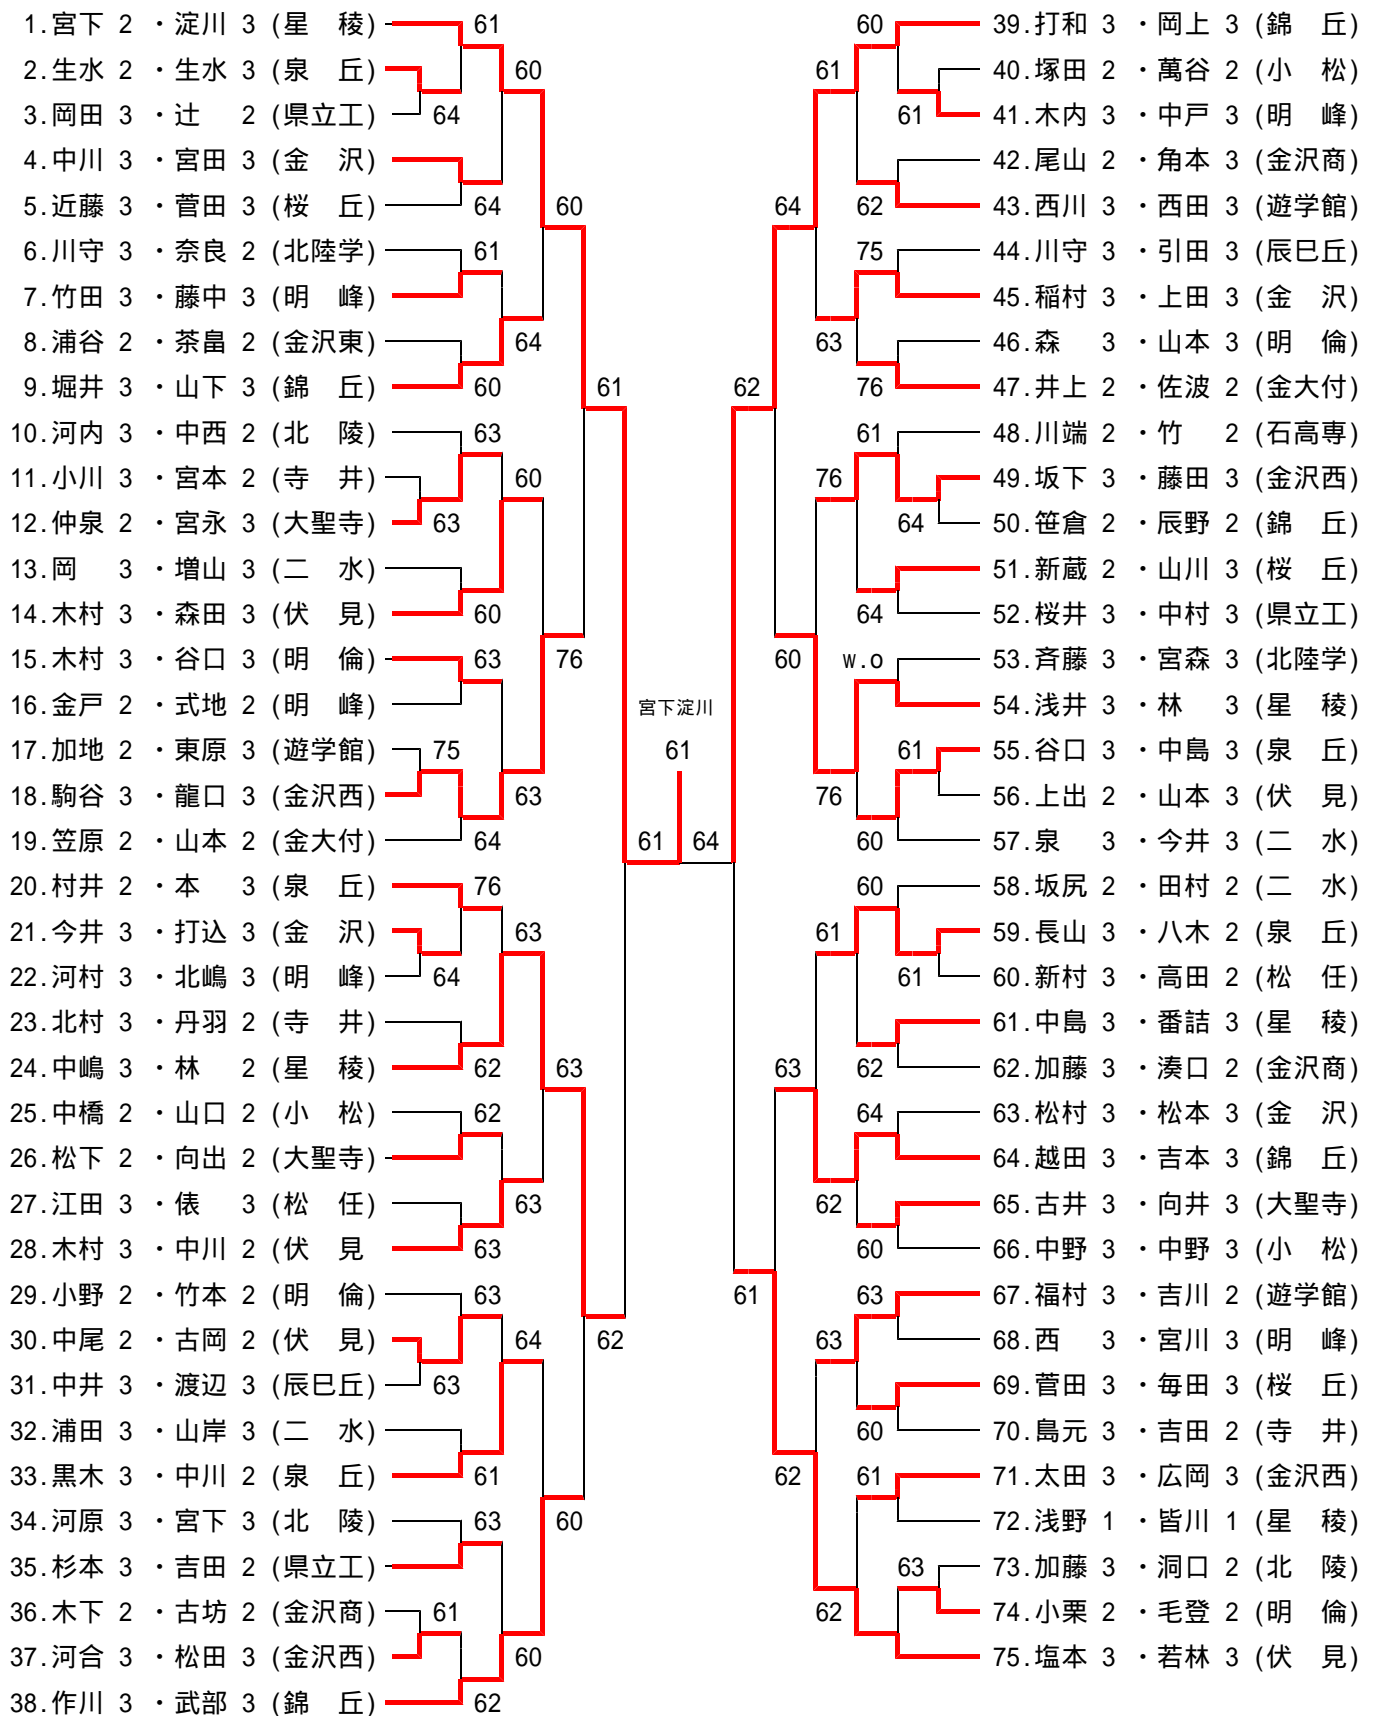 1.宮下 2 ・淀川 3 (星 稜) 61
2.生水 2 ・生水 3 (泉 丘) 60
3.岡田 3 ・辻 2 (県立工) 64
4.中川 3 ・宮田 3 (金 沢)
5.近藤 3 ・菅田 3 (桜 丘) 64 60
6.川守 3 ・奈良 2 (北陸学) 61
7.竹田 3 ・藤中 3 (明 峰)
8.浦谷 2 ・茶畠 2 (金沢東) 64
9.堀井 3 ・山下 3 (錦 丘) 60 61
10.河内 3 ・中西 2 (北 陵) 63
11.小川 3 ・宮本 2 (寺 井) 60
12.仲泉 2 ・宮永 3 (大聖寺) 63
13.岡 3 ・増山 3 (二 水)
14.木村 3 ・森田 3 (伏 見) 60
15.木村 3 ・谷口 3 (明 倫) 63 76
16.金戸 2 ・式地 2 (明 峰)
17.加地 2 ・東原 3 (遊学館) 75
18.駒谷 3 ・龍口 3 (金沢西) 63
19.笠原 2 ・山本 2 (金大付) 64
20.村井 2 ・本 3 (泉 丘) 76
21.今井 3 ・打込 3 (金 沢) 63
22.河村 3 ・北嶋 3 (明 峰) 64
23.北村 3 ・丹羽 2 (寺 井)
24.中嶋 3 ・林 2 (星 稜) 62 63
25.中橋 2 ・山口 2 (小 松) 62
26.松下 2 ・向出 2 (大聖寺)
27.江田 3 ・俵 3 (松 任) 63
28.木村 3 ・中川 2 (伏 見 63
29.小野 2 ・竹本 2 (明 倫) 63
30.中尾 2 ・古岡 2 (伏 見) 64 62
31.中井 3 ・渡辺 3 (辰巳丘) 63
32.浦田 3 ・山岸 3 (二 水)
33.黒木 3 ・中川 2 (泉 丘) 61
34.河原 3 ・宮下 3 (北 陵) 63 60
35.杉本 3 ・吉田 2 (県立工)
36.木下 2 ・古坊 2 (金沢商) 61
37.河合 3 ・松田 3 (金沢西) 60
38.作川 3 ・武部 3 (錦 丘) 62
宮下淀川
61
61 64
60 39.打和 3 ・岡上 3 (錦 丘)
61 40.塚田 2 ・萬谷 2 (小 松)
61 41.木内 3 ・中戸 3 (明 峰)
42.尾山 2 ・角本 3 (金沢商)
64 62 43.西川 3 ・西田 3 (遊学館)
75 44.川守 3 ・引田 3 (辰巳丘)
45.稲村 3 ・上田 3 (金 沢)
63 46.森 3 ・山本 3 (明 倫)
62 76 47.井上 2 ・佐波 2 (金大付)
61 48.川端 2 ・竹 2 (石高専)
76 49.坂下 3 ・藤田 3 (金沢西)
64 50.笹倉 2 ・辰野 2 (錦 丘)
51.新蔵 2 ・山川 3 (桜 丘)
64 52.桜井 3 ・中村 3 (県立工)
60 w.o 53.斉藤 3 ・宮森 3 (北陸学)
54.浅井 3 ・林 3 (星 稜)
61 55.谷口 3 ・中島 3 (泉 丘)
76 56.上出 2 ・山本 3 (伏 見)
60 57.泉 3 ・今井 3 (二 水)
60 58.坂尻 2 ・田村 2 (二 水)
61 59.長山 3 ・八木 2 (泉 丘)
61 60.新村 3 ・高田 2 (松 任)
61.中島 3 ・番詰 3 (星 稜)
63 62 62.加藤 3 ・湊口 2 (金沢商)
64 63.松村 3 ・松本 3 (金 沢)
64.越田 3 ・吉本 3 (錦 丘)
62 65.古井 3 ・向井 3 (大聖寺)
60 66.中野 3 ・中野 3 (小 松)
61 63 67.福村 3 ・吉川 2 (遊学館)
63 68.西 3 ・宮川 3 (明 峰)
69.菅田 3 ・毎田 3 (桜 丘)
60 70.島元 3 ・吉田 2 (寺 井)
62 61 71.太田 3 ・広岡 3 (金沢西)
72.浅野 1 ・皆川 1 (星 稜)
63 73.加藤 3 ・洞口 2 (北 陵)
62 74.小栗 2 ・毛登 2 (明 倫)
75.塩本 3 ・若林 3 (伏 見)